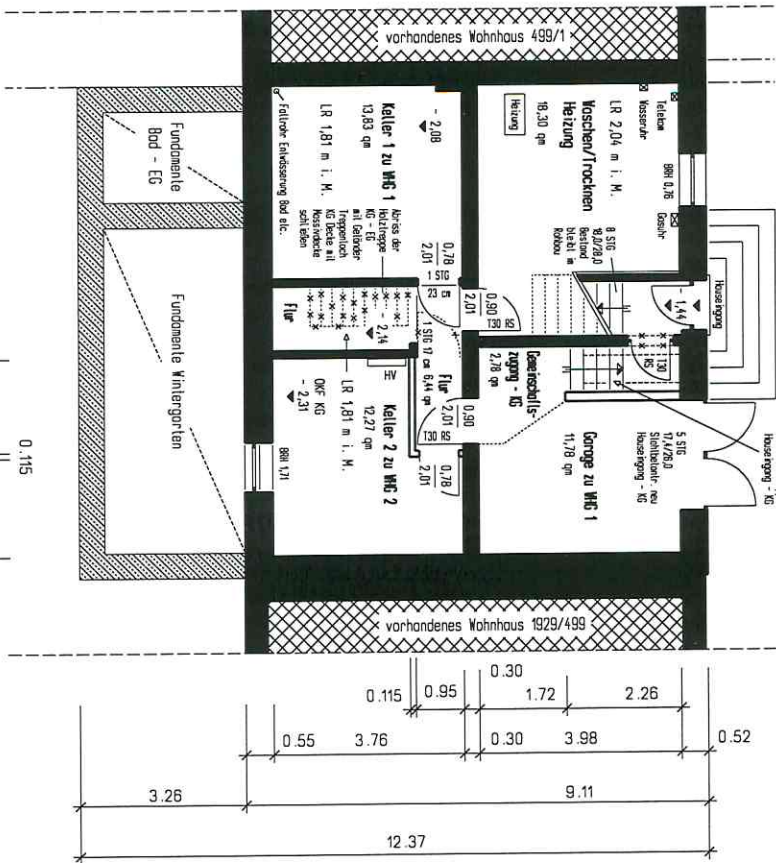 vorhandenes Wohnhaus 499/1
Telekom
Wasseruhr
BRH 0,76
Gasuhr
LR 2,04 m i. M.
Waschen/Trocknen
Heizung
18,30 qm
Heizung
8 STG
18,0/28,0
Bestand
bleibt im
Rohbau
Hauseingang
- 1,44
T30
RS
Hauseingang - KG
5 STG
17,4/26,0
Stahlbetontr. neu
Hauseingang - KG
Garage zu WHG 1
11,78 qm
Gemeinschafts-
zugang - KG
2,78 qm
- 2,08
Keller 1 zu WHG 1
13,83 qm
LR 1,81 m i. M.
Fallrohr Entwässerung Bad etc.
Abriss der
Holztreppe
KG - EG
mit Geländer
Treppenloch
KG Decke mit
Massivdecke
schließen
0,78
2,01
1 STG
23 cm
0,90
2,01
T30 RS
Flur
- 2,14
1 STG 17 cm
Flur
6,44 qm
0,90
2,01
T30 RS
0,78
2,01
HV
Keller 2 zu WHG 2
12,27 qm
LR 1,81 m i. M.
OKF KG
- 2,31
BRH 1,71
Fundamente
Bad - EG
Fundamente Wintergarten
vorhandenes Wohnhaus 1929/499
0.115
0.30
0.115
0.95
1.72
2.26
0.55
3.76
0.30
3.98
0.52
3.26
9.11
12.37